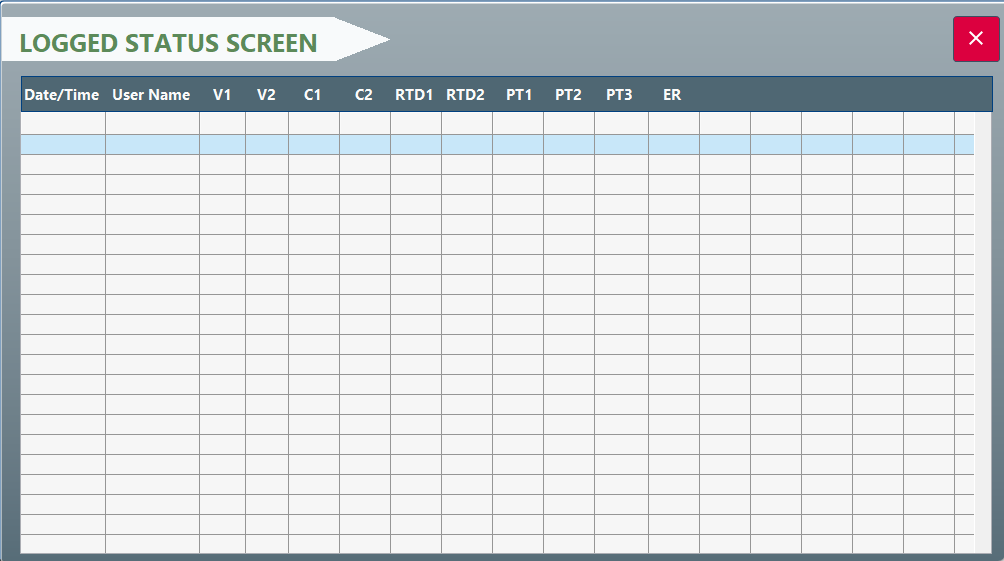 LOGGED STATUS SCREEN
Date/Time User Name V1 V2 C1 C2 RTD1 RTD2 PT1 PT2 PT3 ER